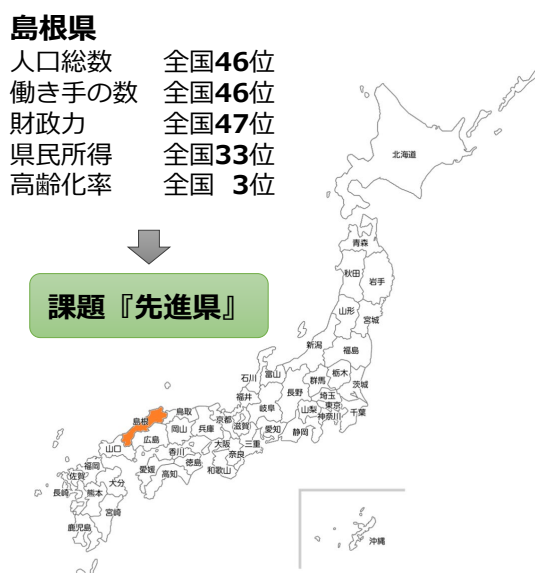 島根県
人口総数 全国46位
働き手の数 全国46位
財政力 全国47位
県民所得 全国33位
高齢化率 全国 3位
課題『先進県』
北海道
青森
秋田
岩手
山形
宮城
新潟
福島
石川
富山
群馬
栃木
茨城
福井
長野
埼玉
岐阜
山梨
東京
神奈川
千葉
島根
鳥取
京都
滋賀
愛知
静岡
岡山
兵庫
広島
大阪
三重
山口
香川
奈良
福岡
徳島
和歌山
佐賀
大分
愛媛
高知
長崎
熊本
宮崎
鹿児島
沖縄